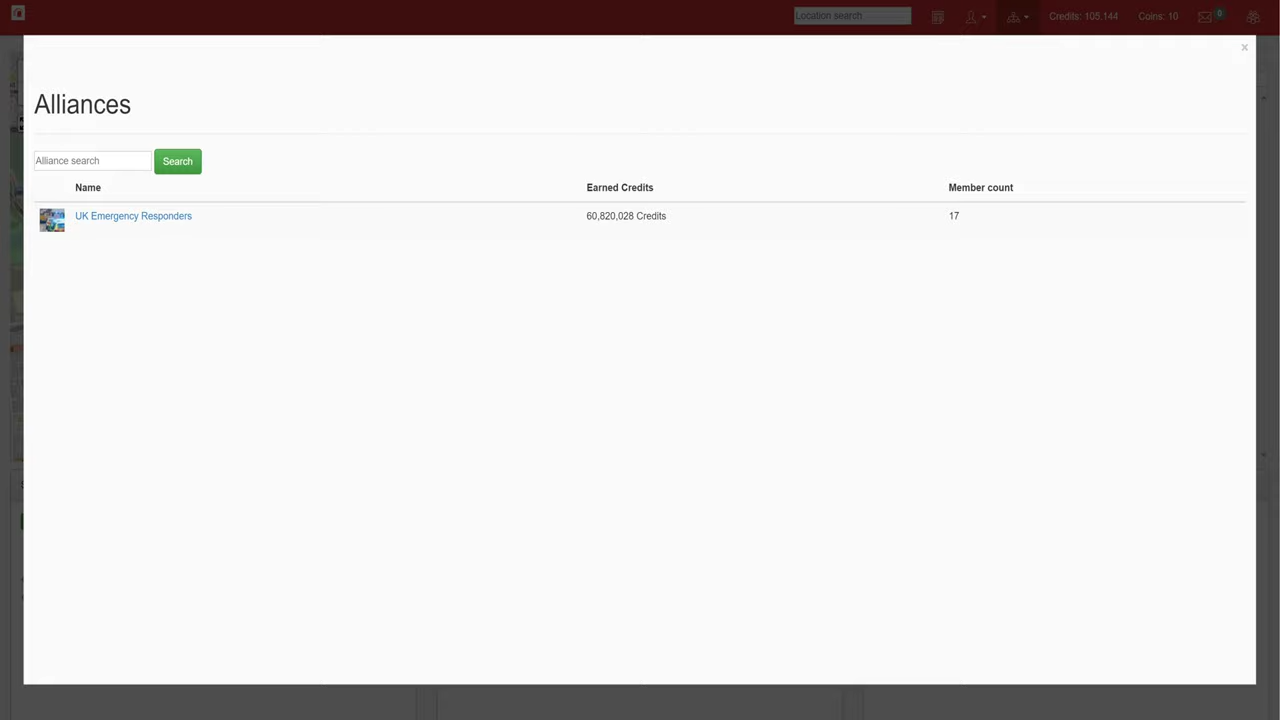 Location search
Credits: 105,144
Coins: 10
0
×
Alliances
Alliance search
Search
Name Earned Credits Member count
UK Emergency Responders 60,820,028 Credits 17